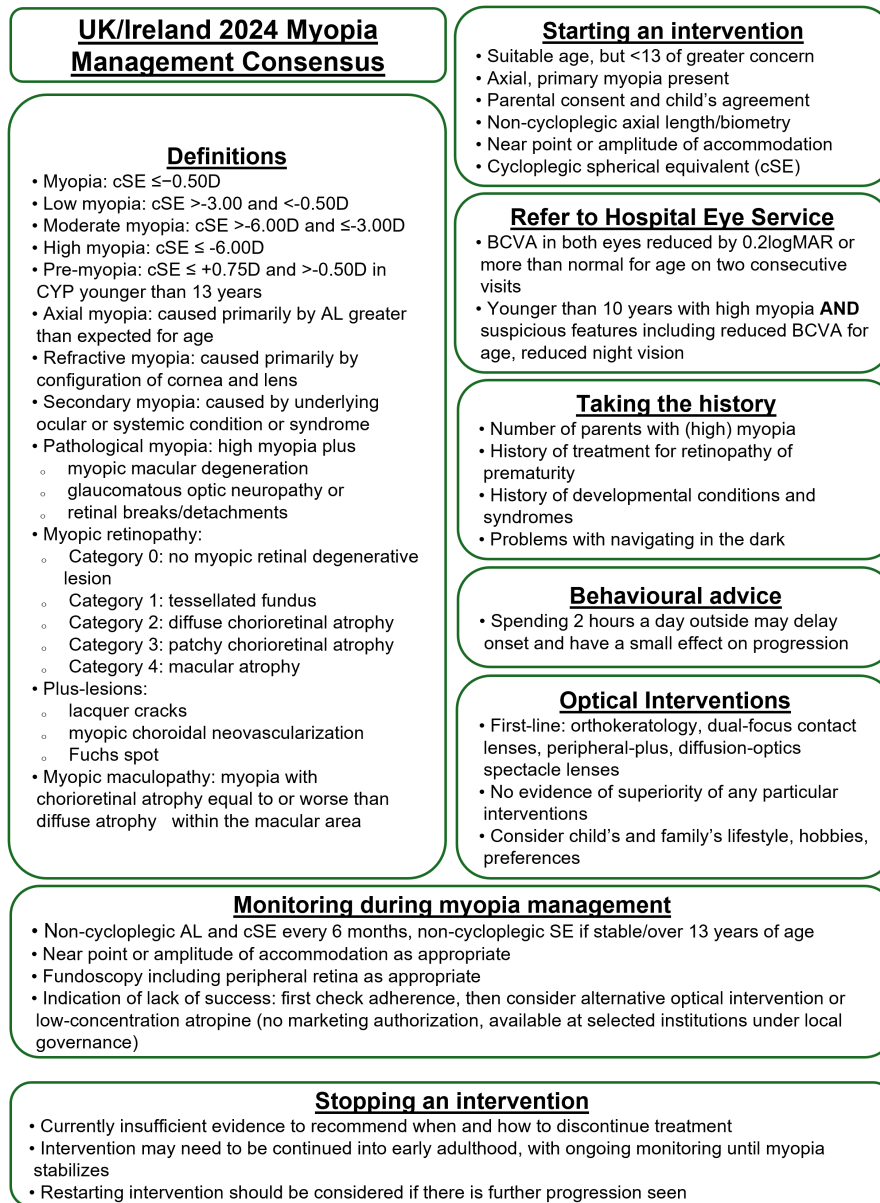 UK/Ireland 2024 Myopia
Management Consensus
Definitions
• Myopia: cSE ≤−0.50D
• Low myopia: cSE >-3.00 and <-0.50D
• Moderate myopia: cSE >-6.00D and ≤-3.00D
• High myopia: cSE ≤ -6.00D
• Pre-myopia: cSE ≤ +0.75D and >-0.50D in
CYP younger than 13 years
• Axial myopia: caused primarily by AL greater
than expected for age
• Refractive myopia: caused primarily by
configuration of cornea and lens
• Secondary myopia: caused by underlying
ocular or systemic condition or syndrome
• Pathological myopia: high myopia plus
○ myopic macular degeneration
○ glaucomatous optic neuropathy or
○ retinal breaks/detachments
• Myopic retinopathy:
○ Category 0: no myopic retinal degenerative
lesion
○ Category 1: tessellated fundus
○ Category 2: diffuse chorioretinal atrophy
○ Category 3: patchy chorioretinal atrophy
○ Category 4: macular atrophy
• Plus-lesions:
○ lacquer cracks
○ myopic choroidal neovascularization
○ Fuchs spot
• Myopic maculopathy: myopia with
chorioretinal atrophy equal to or worse than
diffuse atrophy within the macular area
Starting an intervention
• Suitable age, but <13 of greater concern
• Axial, primary myopia present
• Parental consent and child's agreement
• Non-cycloplegic axial length/biometry
• Near point or amplitude of accommodation
• Cycloplegic spherical equivalent (cSE)
Refer to Hospital Eye Service
• BCVA in both eyes reduced by 0.2logMAR or
more than normal for age on two consecutive
visits
• Younger than 10 years with high myopia AND
suspicious features including reduced BCVA for
age, reduced night vision
Taking the history
• Number of parents with (high) myopia
• History of treatment for retinopathy of
prematurity
• History of developmental conditions and
syndromes
• Problems with navigating in the dark
Behavioural advice
• Spending 2 hours a day outside may delay
onset and have a small effect on progression
Optical Interventions
• First-line: orthokeratology, dual-focus contact
lenses, peripheral-plus, diffusion-optics
spectacle lenses
• No evidence of superiority of any particular
interventions
• Consider child's and family's lifestyle, hobbies,
preferences
Monitoring during myopia management
• Non-cycloplegic AL and cSE every 6 months, non-cycloplegic SE if stable/over 13 years of age
• Near point or amplitude of accommodation as appropriate
• Fundoscopy including peripheral retina as appropriate
• Indication of lack of success: first check adherence, then consider alternative optical intervention or
low-concentration atropine (no marketing authorization, available at selected institutions under local
governance)
Stopping an intervention
• Currently insufficient evidence to recommend when and how to discontinue treatment
• Intervention may need to be continued into early adulthood, with ongoing monitoring until myopia
stabilizes
• Restarting intervention should be considered if there is further progression seen